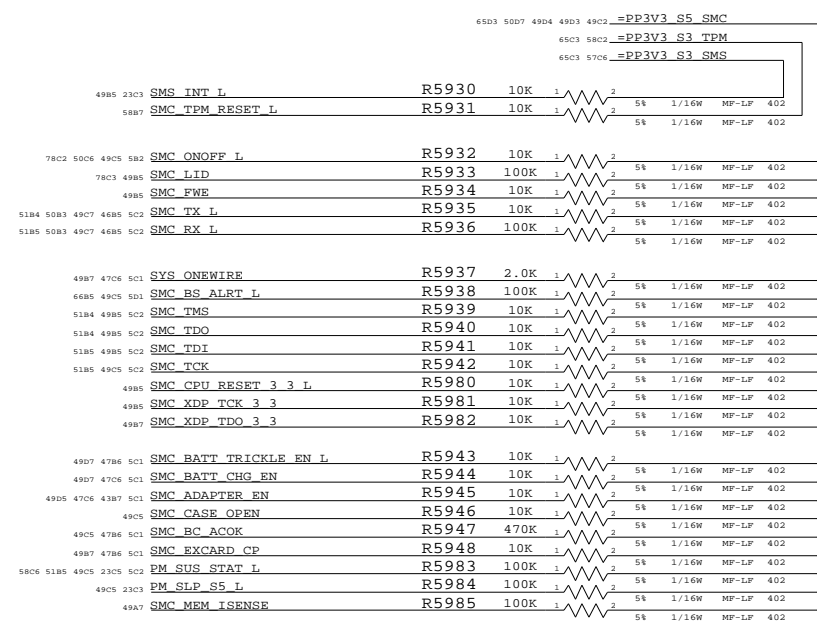 65D3 50D7 49D4 49D3 49C2 =PP3V3_S5_SMC
65C3 58C2 =PP3V3_S3_TPM
65C3 57C6 =PP3V3_S3_SMS
49B5 23C3 SMS_INT_L R5930 10K 1 2 5% 1/16W MF-LF 402
58B7 SMC_TPM_RESET_L R5931 10K 1 2 5% 1/16W MF-LF 402
78C2 50C6 49C5 5B2 SMC_ONOFF_L R5932 10K 1 2 5% 1/16W MF-LF 402
78C3 49B5 SMC_LID R5933 100K 1 2 5% 1/16W MF-LF 402
49B5 SMC_FWE R5934 10K 1 2 5% 1/16W MF-LF 402
51B4 50B3 49C7 46B5 5C2 SMC_TX_L R5935 10K 1 2 5% 1/16W MF-LF 402
51B5 50B3 49C7 46B5 5C2 SMC_RX_L R5936 100K 1 2 5% 1/16W MF-LF 402
49B7 47C6 5C1 SYS_ONEWIRE R5937 2.0K 1 2 5% 1/16W MF-LF 402
66B5 49C5 5D1 SMC_BS_ALRT_L R5938 100K 1 2 5% 1/16W MF-LF 402
51B4 49B5 5C2 SMC_TMS R5939 10K 1 2 5% 1/16W MF-LF 402
51B4 49B5 5C2 SMC_TDO R5940 10K 1 2 5% 1/16W MF-LF 402
51B5 49B5 5C2 SMC_TDI R5941 10K 1 2 5% 1/16W MF-LF 402
51B5 49C5 5C2 SMC_TCK R5942 10K 1 2 5% 1/16W MF-LF 402
49B5 SMC_CPU_RESET_3_3_L R5980 10K 1 2 5% 1/16W MF-LF 402
49B5 SMC_XDP_TCK_3_3 R5981 10K 1 2 5% 1/16W MF-LF 402
49B7 SMC_XDP_TDO_3_3 R5982 10K 1 2 5% 1/16W MF-LF 402
49D7 47B6 5C1 SMC_BATT_TRICKLE_EN_L R5943 10K 1 2 5% 1/16W MF-LF 402
49D7 47C6 5C1 SMC_BATT_CHG_EN R5944 10K 1 2 5% 1/16W MF-LF 402
49D5 47C6 43B7 5C1 SMC_ADAPTER_EN R5945 10K 1 2 5% 1/16W MF-LF 402
49C5 SMC_CASE_OPEN R5946 10K 1 2 5% 1/16W MF-LF 402
49C5 47B6 5C1 SMC_BC_ACOK R5947 470K 1 2 5% 1/16W MF-LF 402
49B7 47B6 5C1 SMC_EXCARD_CP R5948 10K 1 2 5% 1/16W MF-LF 402
58C6 51B5 49C5 23C5 5C2 PM_SUS_STAT_L R5983 100K 1 2 5% 1/16W MF-LF 402
49C5 23C3 PM_SLP_S5_L R5984 100K 1 2 5% 1/16W MF-LF 402
49A7 SMC_MEM_ISENSE R5985 100K 1 2 5% 1/16W MF-LF 402